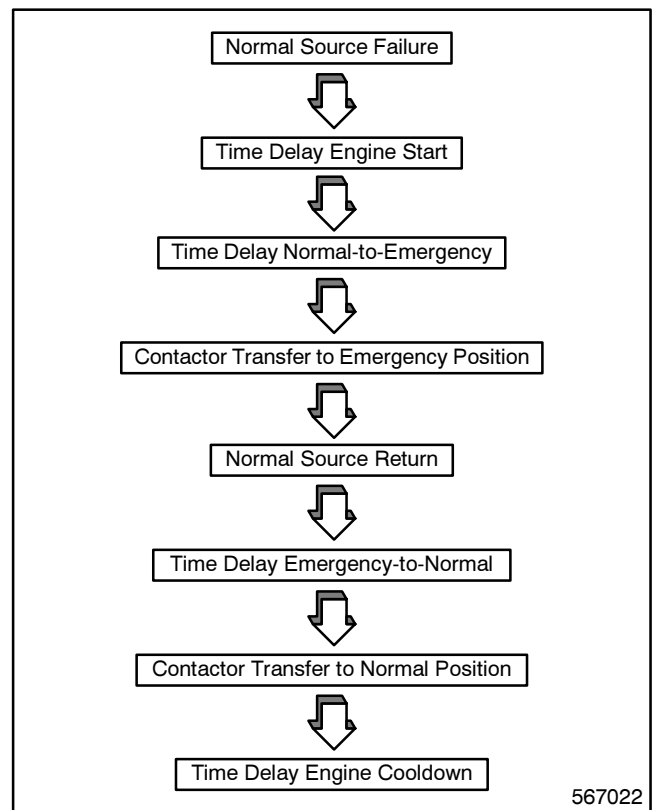 Normal Source Failure
Time Delay Engine Start
Time Delay Normal-to-Emergency
Contactor Transfer to Emergency Position
Normal Source Return
Time Delay Emergency-to-Normal
Contactor Transfer to Normal Position
Time Delay Engine Cooldown
567022